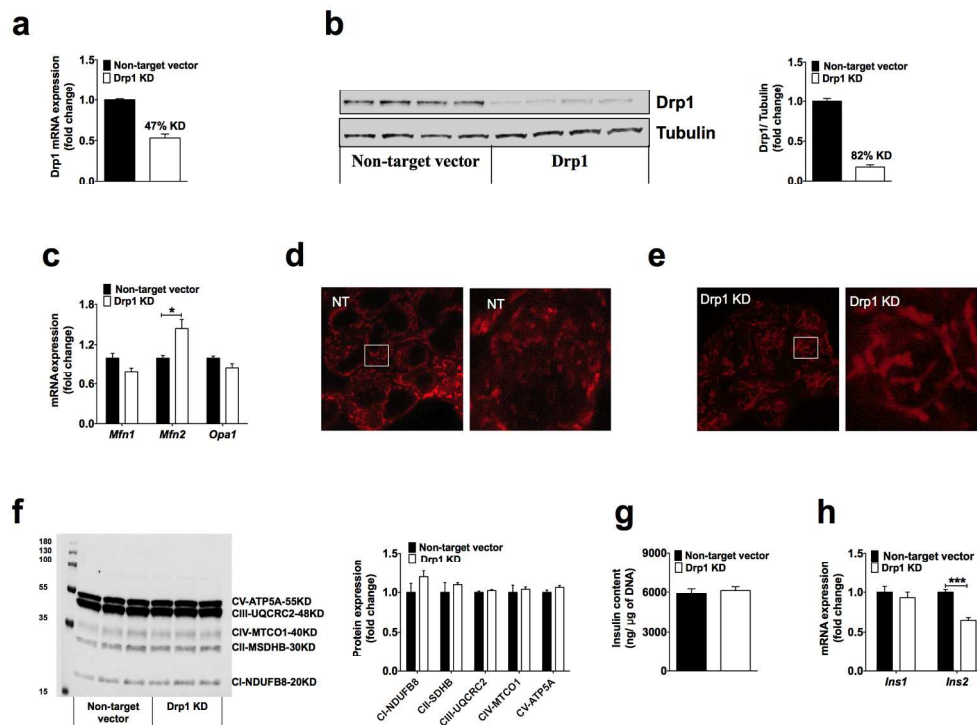 a
Drp1 mRNA expression
(fold change)
1.5
1.0
0.5
0.0
Non-target vector
Drp1 KD
47% KD
b
Drp1
Tubulin
Non-target vector
Drp1
Drp1/ Tubulin
(fold change)
1.5
1.0
0.5
0.0
Non-target vector
Drp1 KD
82% KD
c
mRNA expression
(fold change)
1.8
1.2
0.6
0.0
Non-target vector
Drp1 KD
*
Mfn1
Mfn2
Opa1
d
NT
NT
e
Drp1 KD
Drp1 KD
f
180
130
100
55
35
15
CV-ATP5A-55KD
CIII-UQCRC2-48KD
CIV-MTCO1-40KD
CII-MSDHB-30KD
CI-NDUFB8-20KD
Non-target
vector
Drp1 KD
Protein expression
(fold change)
1.5
1.0
0.5
0.0
Non-target vector
Drp1 KD
CI-NDUFB8
CII-SDHB
CIII-UQCRC2
CIV-MTCO1
CV-ATP5A
g
Insulin content
(ng/ µg of DNA)
9000
6000
3000
0
Non-target vector
Drp1 KD
h
mRNA expression
(fold change)
1.5
1.0
0.5
0.0
Non-target vector
Drp1 KD
***
Ins1
Ins2